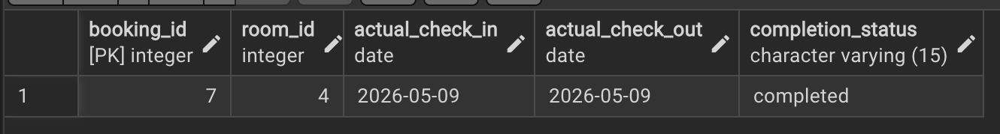 booking_id room_id actual_check_in actual_check_out completion_status
[PK] integer integer date date character varying (15)
1 7 4 2026-05-09 2026-05-09 completed